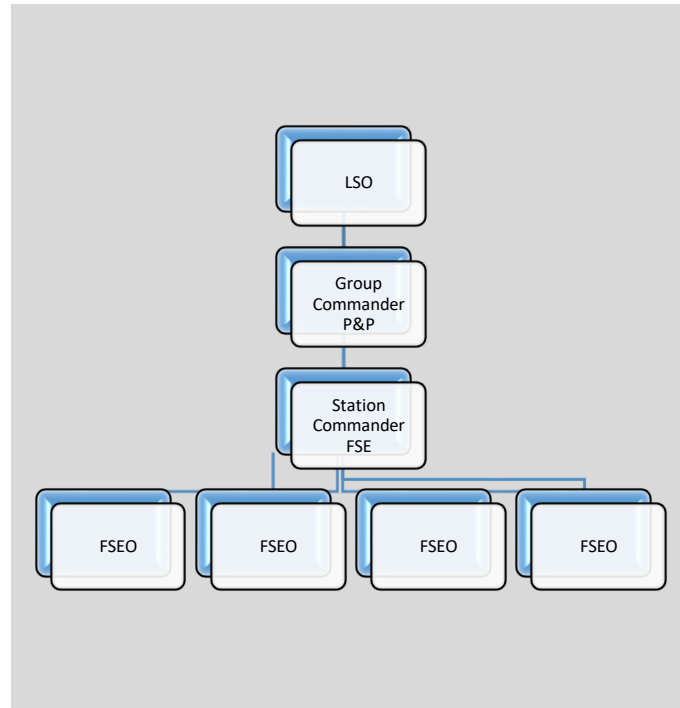 LSO
Group
Commander
P&P
Station
Commander
FSE
FSEO
FSEO
FSEO
FSEO